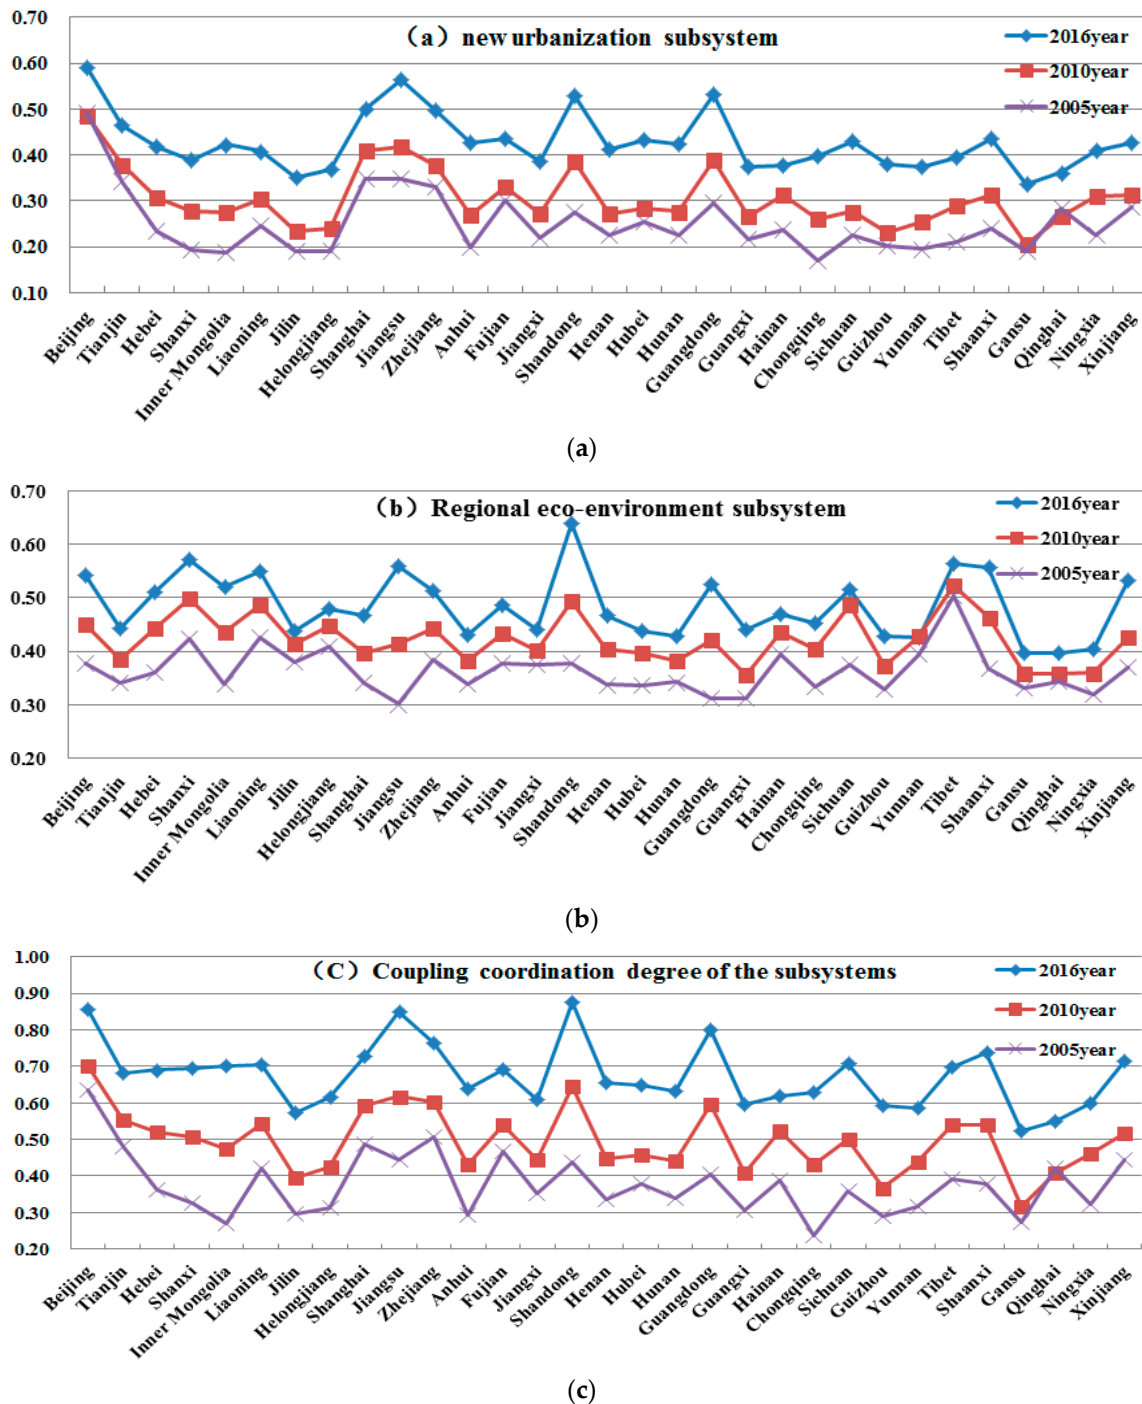 0.70
(a) new urbanization subsystem
2016year
0.60
2010year
0.50
2005year
0.40
0.30
0.20
0.10
Beijing
Tianjin
Hebei
Shanxi
Inner Mongolia
Liaoning
Jilin
Helongjiang
Shanghai
Jiangsu
Zhejiang
Anhui
Fujian
Jiangxi
Shandong
Henan
Hubei
Hunan
Guangdong
Guangxi
Hainan
Chongqing
Sichuan
Guizhou
Yunnan
Tibet
Shaanxi
Gansu
Qinghai
Ningxia
Xinjiang
(a)
0.70
(b) Regional eco-environment subsystem
2016year
0.60
2010year
2005year
0.50
0.40
0.30
0.20
Beijing
Tianjin
Hebei
Shanxi
Inner Mongolia
Liaoning
Jilin
Helongjiang
Shanghai
Jiangsu
Zhejiang
Anhui
Fujian
Jiangxi
Shandong
Henan
Hubei
Hunan
Guangdong
Guangxi
Hainan
Chongqing
Sichuan
Guizhou
Yunnan
Tibet
Shaanxi
Gansu
Qinghai
Ningxia
Xinjiang
(b)
1.00
(C) Coupling coordination degree of the subsystems
2016year
0.90
2010year
0.80
2005year
0.70
0.60
0.50
0.40
0.30
0.20
Beijing
Tianjin
Hebei
Shanxi
Inner Mongolia
Liaoning
Jilin
Helongjiang
Shanghai
Jiangsu
Zhejiang
Anhui
Fujian
Jiangxi
Shandong
Henan
Hubei
Hunan
Guangdong
Guangxi
Hainan
Chongqing
Sichuan
Guizhou
Yunnan
Tibet
Shaanxi
Gansu
Qinghai
Ningxia
Xinjiang
(c)